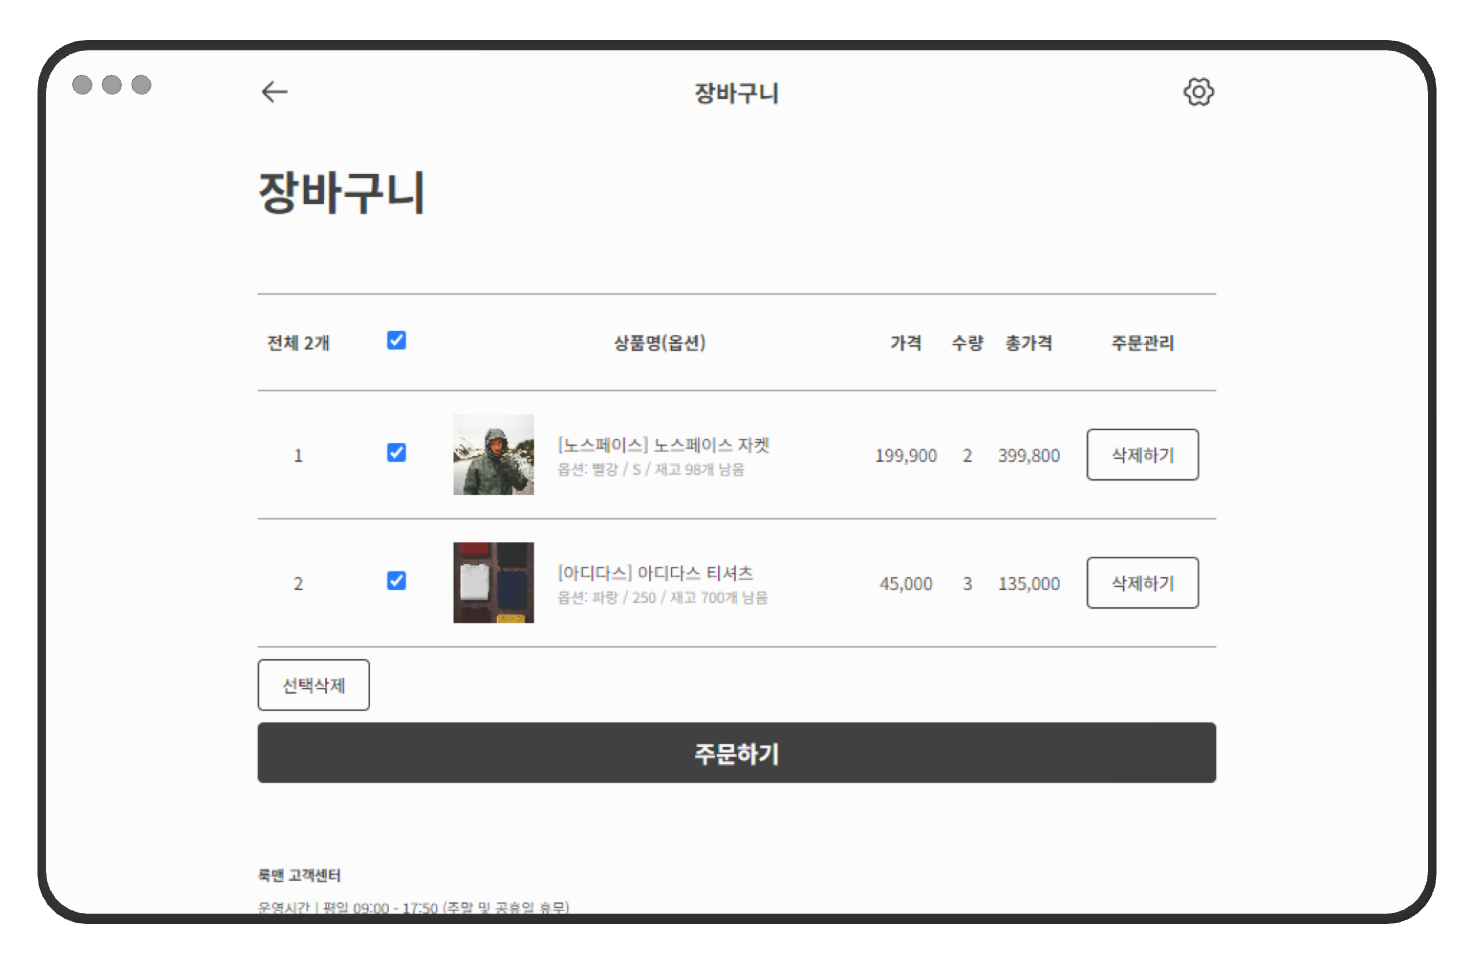 장바구니
장바구니
전체 2개 상품명(옵션) 가격 수량 총가격 주문관리
1 [노스페이스] 노스페이스 자켓 199,900 2 399,800 삭제하기
옵션: 빨강 / S / 재고 98개 남음
2 [아디다스] 아디다스 티셔츠 45,000 3 135,000 삭제하기
옵션: 파랑 / 250 / 재고 700개 남음
선택삭제
주문하기
룩맨 고객센터
운영시간 | 평일 09:00 - 17:50 (주말 및 공휴일 휴무)